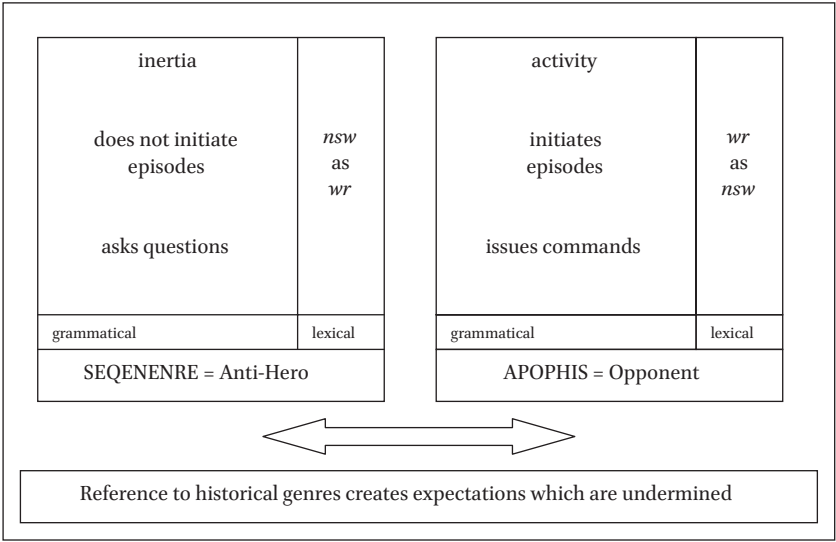 inertia
does not initiate
episodes
asks questions
nsw
as
wr
grammatical
lexical
SEQENENRE = Anti-Hero
activity
initiates
episodes
issues commands
wr
as
nsw
grammatical
lexical
APOPHIS = Opponent
Reference to historical genres creates expectations which are undermined